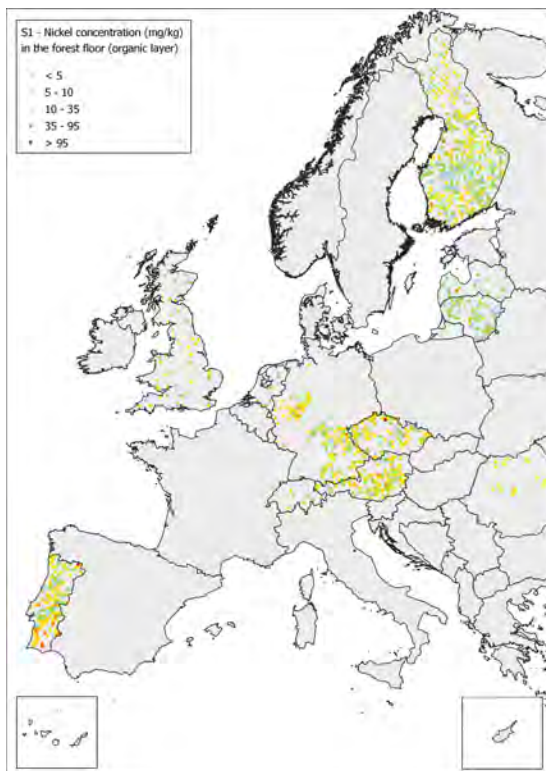 S1 - Nickel concentration (mg/kg)
in the forest floor (organic layer)
< 5
5 - 10
10 - 35
35 - 95
> 95